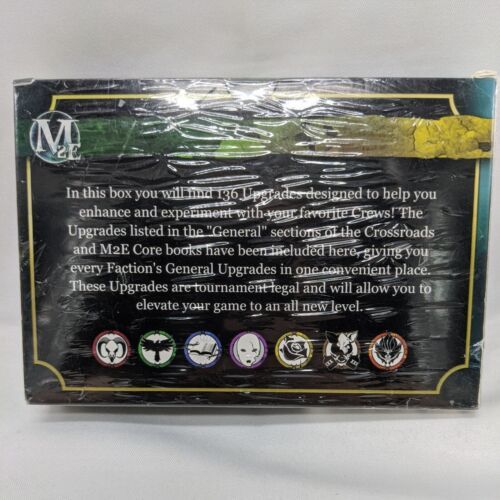 M
2E
In this box you will find 136 Upgrades designed to help you
enhance and experiment with your favorite Crews! The
Upgrades listed in the "General" sections of the Crossroads
and M2E Core books have been included here, giving you
every Faction's General Upgrades in one convenient place.
These Upgrades are tournament legal and will allow you to
elevate your game to an all new level.